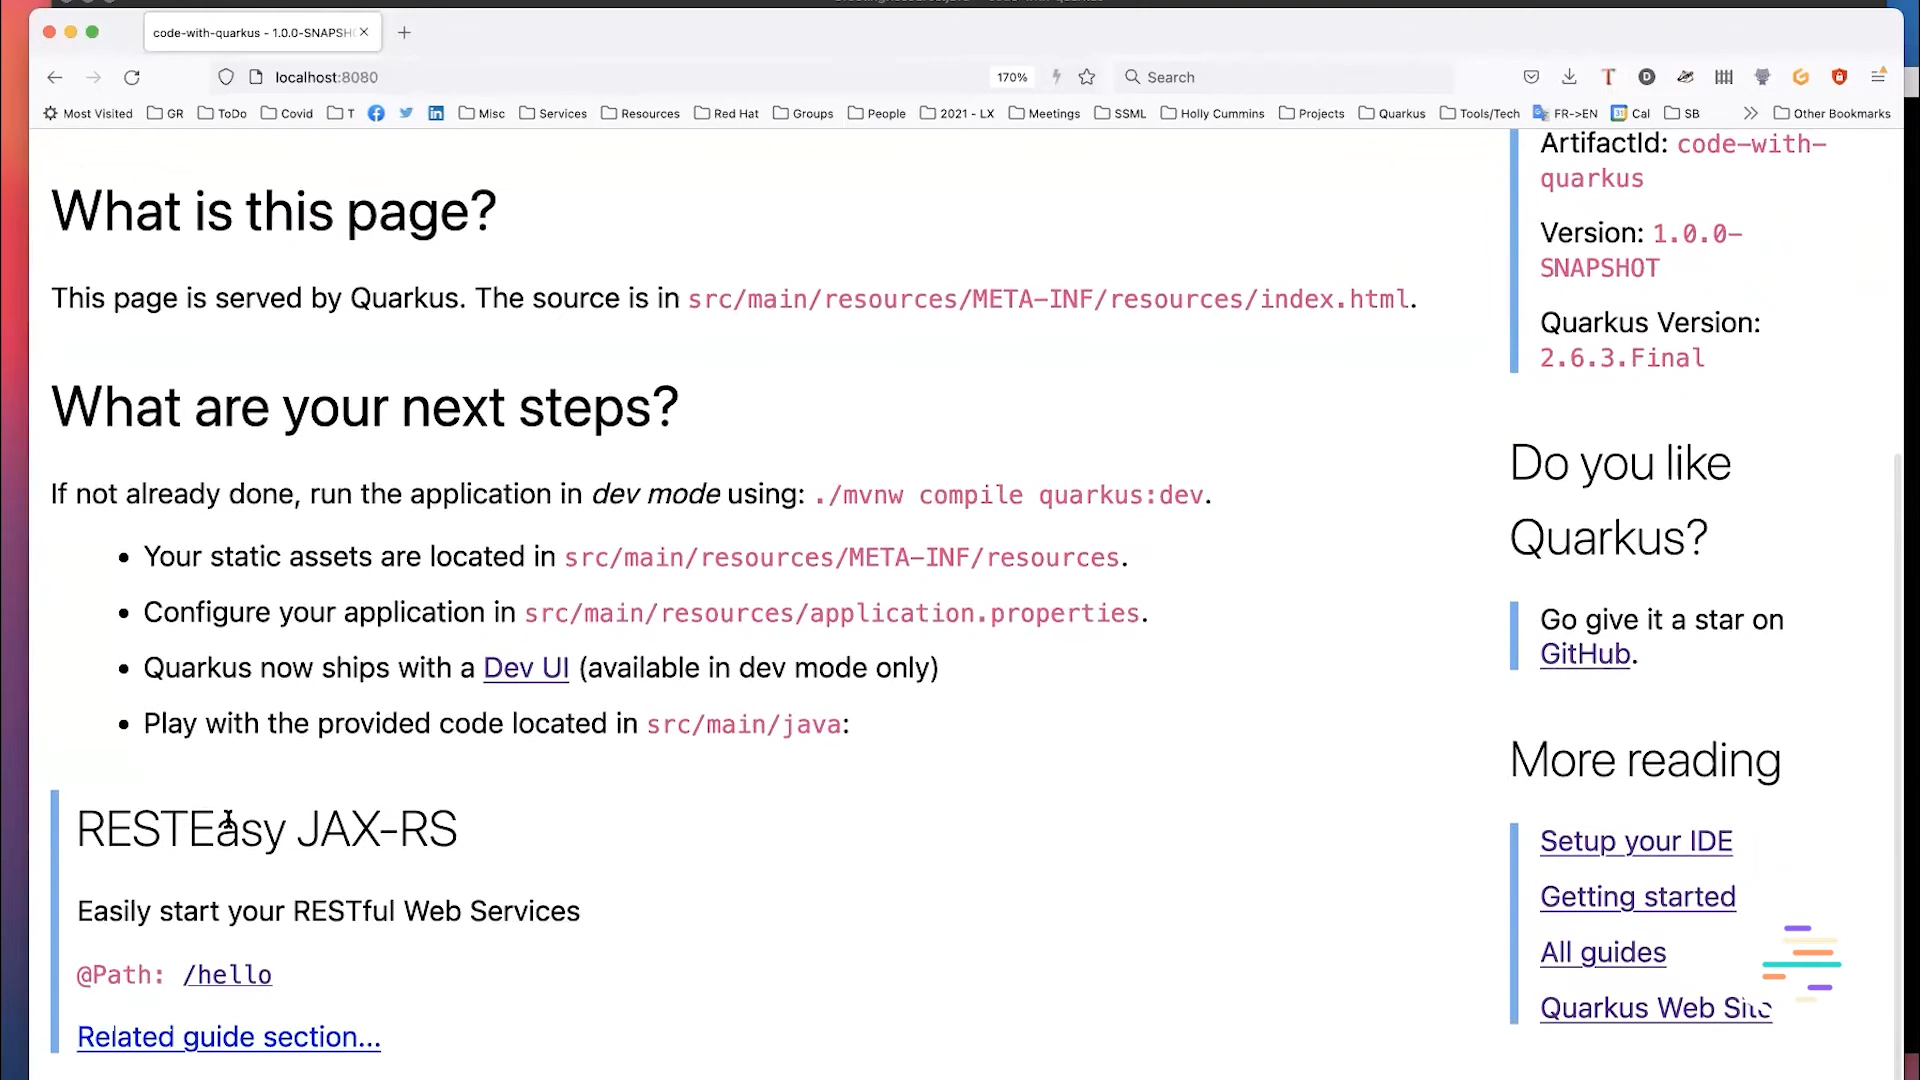 code-with-quarkus - 1.0.0-SNAPSH
localhost:8080
170%
Search
Most Visited
GR
ToDo
Covid
T
Misc
Services
Resources
Red Hat
Groups
People
2021 - LX
Meetings
SSML
Holly Cummins
Projects
Quarkus
Tools/Tech
FR->EN
Cal
SB
Other Bookmarks
What is this page?
This page is served by Quarkus. The source is in src/main/resources/META-INF/resources/index.html.
What are your next steps?
If not already done, run the application in dev mode using: ./mvnw compile quarkus:dev.
• Your static assets are located in src/main/resources/META-INF/resources.
• Configure your application in src/main/resources/application.properties.
• Quarkus now ships with a Dev UI (available in dev mode only)
• Play with the provided code located in src/main/java:
RESTEasy JAX-RS
Easily start your RESTful Web Services
@Path: /hello
Related guide section...
ArtifactId: code-with-
quarkus
Version: 1.0.0-
SNAPSHOT
Quarkus Version:
2.6.3.Final
Do you like
Quarkus?
Go give it a star on
GitHub.
More reading
Setup your IDE
Getting started
All guides
Quarkus Web Site